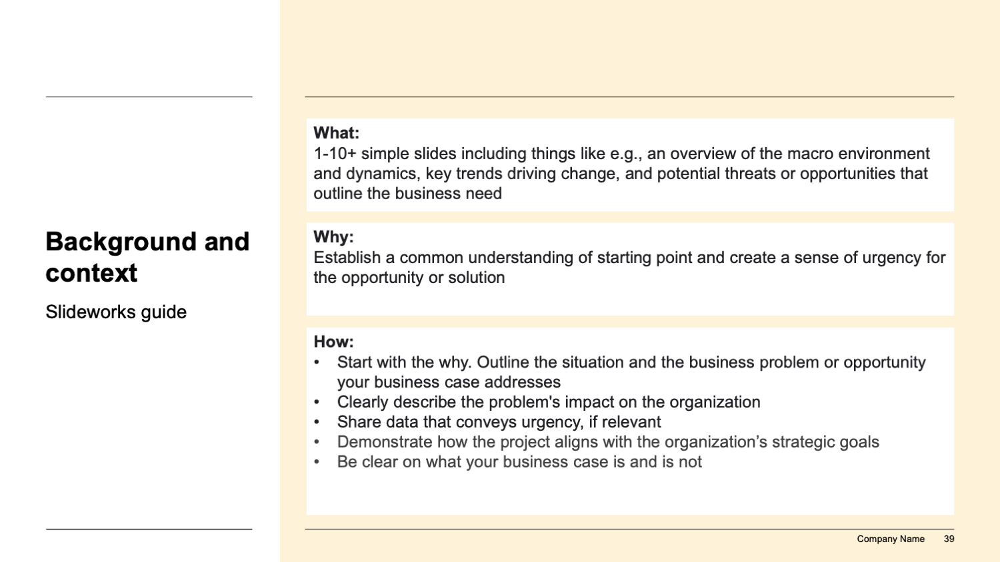 Background and
context
Slideworks guide
What:
1-10+ simple slides including things like e.g., an overview of the macro environment
and dynamics, key trends driving change, and potential threats or opportunities that
outline the business need
Why:
Establish a common understanding of starting point and create a sense of urgency for
the opportunity or solution
How:
• Start with the why. Outline the situation and the business problem or opportunity
your business case addresses
• Clearly describe the problem's impact on the organization
• Share data that conveys urgency, if relevant
• Demonstrate how the project aligns with the organization’s strategic goals
• Be clear on what your business case is and is not
Company Name 39